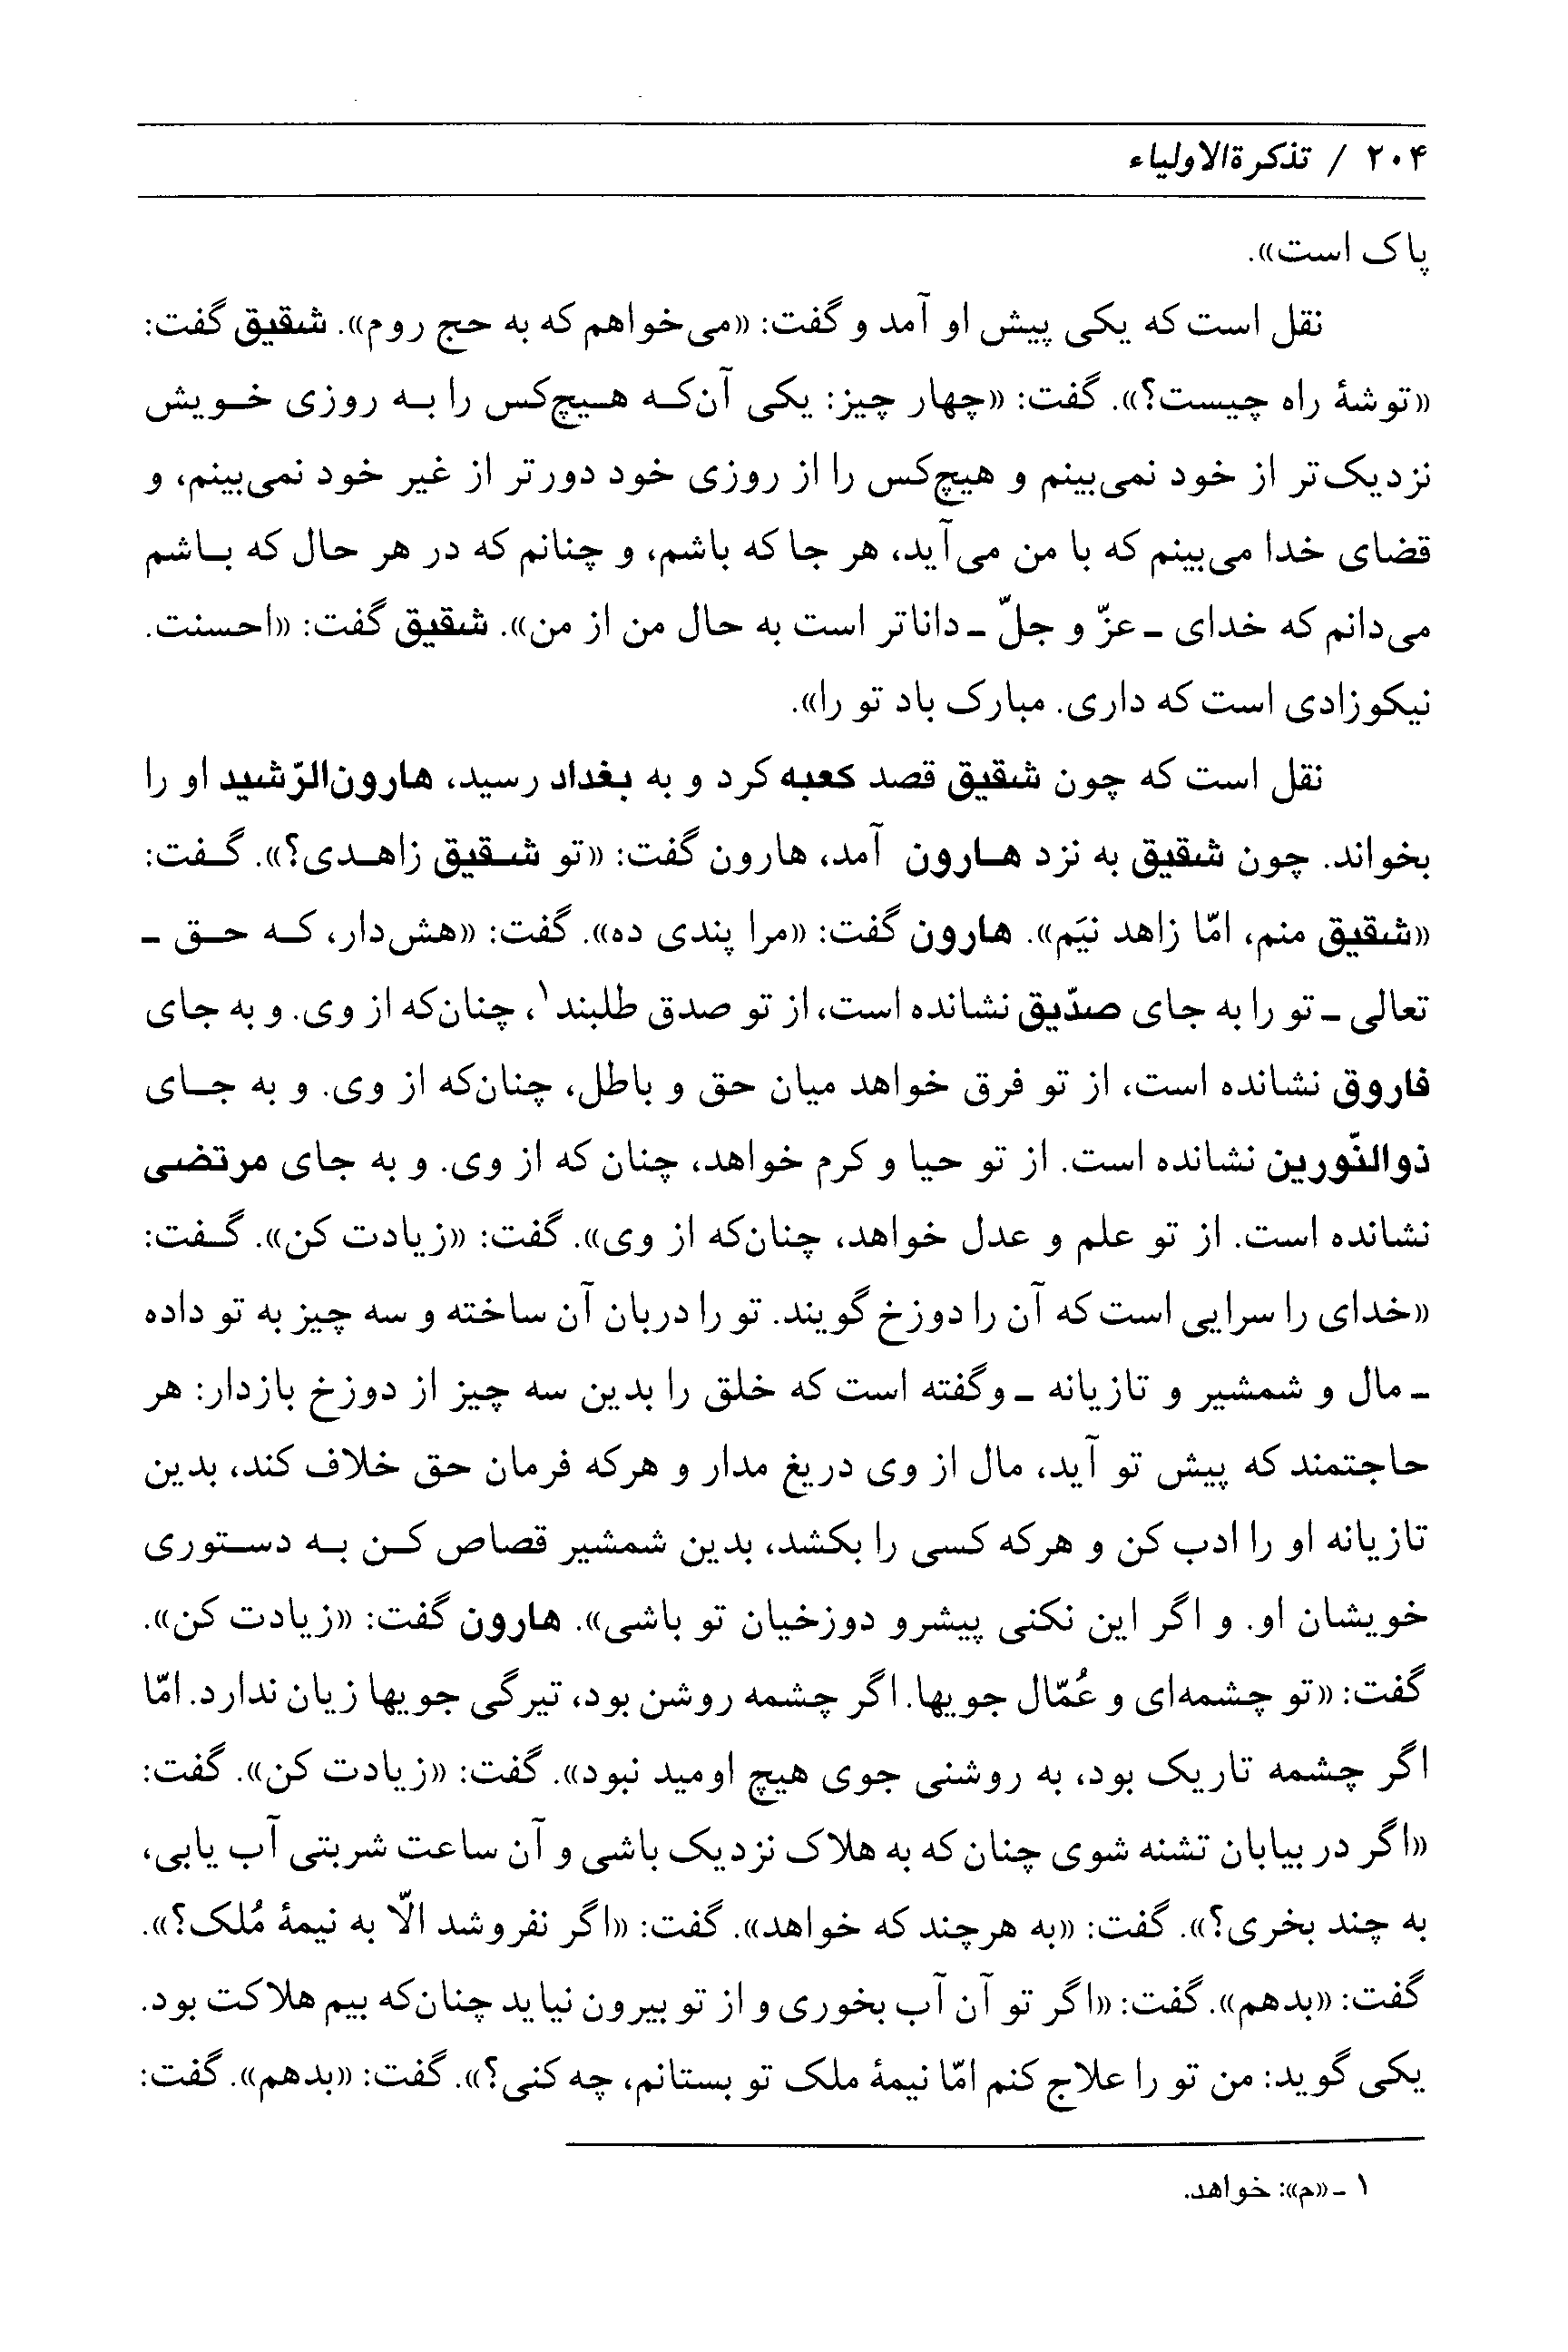 ۲۰۴ / تذکرةالاولیاء
پاک است».
نقل است که یکی پیش او آمد و گفت: «می‌خواهم که به حج روم». شقیق گفت:
«توشهٔ راه چیست؟». گفت: «چهار چیز: یکی آن‌که هیچ‌کس را به روزی خویش
نزدیک‌تر از خود نمی‌بینم و هیچ‌کس را از روزی خود دورتر از غیر خود نمی‌بینم، و
قضای خدا می‌بینم که با من می‌آید، هر جا که باشم، و چنانم که در هر حال که باشم
می‌دانم که خدای ـ عزّ و جلّ ـ داناتر است به حال من از من». شقیق گفت: «احسنت.
نیکوزادی است که داری. مبارک باد تو را».
نقل است که چون شقیق قصد کعبه کرد و به بغداد رسید، هارون‌الرّشید او را
بخواند. چون شقیق به نزد هارون آمد، هارون گفت: «تو شقیق زاهدی؟». گفت:
«شقیق منم، امّا زاهد نیَم». هارون گفت: «مرا پندی ده». گفت: «هش‌دار، که حق ـ
تعالی ـ تو را به جای صدّیق نشانده است، از تو صدق طلبند۱، چنان‌که از وی. و به جای
فاروق نشانده است، از تو فرق خواهد میان حق و باطل، چنان‌که از وی. و به جای
ذوالنّورین نشانده است. از تو حیا و کرم خواهد، چنان که از وی. و به جای مرتضی
نشانده است. از تو علم و عدل خواهد، چنان‌که از وی». گفت: «زیادت کن». گفت:
«خدای را سرایی است که آن را دوزخ گویند. تو را دربان آن ساخته و سه چیز به تو داده
ـ مال و شمشیر و تازیانه ـ وگفته است که خلق را بدین سه چیز از دوزخ بازدار: هر
حاجتمند که پیش تو آید، مال از وی دریغ مدار و هرکه فرمان حق خلاف کند، بدین
تازیانه او را ادب کن و هرکه کسی را بکشد، بدین شمشیر قصاص کن به دستوری
خویشان او. و اگر این نکنی پیشرو دوزخیان تو باشی». هارون گفت: «زیادت کن».
گفت: «تو چشمه‌ای و عُمّال جویها. اگر چشمه روشن بود، تیرگی جویها زیان ندارد. امّا
اگر چشمه تاریک بود، به روشنی جوی هیچ اومید نبود». گفت: «زیادت کن». گفت:
«اگر در بیابان تشنه شوی چنان‌که به هلاک نزدیک باشی و آن ساعت شربتی آب یابی،
به چند بخری؟». گفت: «به هرچند که خواهد». گفت: «اگر نفروشد الّا به نیمهٔ مُلک؟».
گفت: «بدهم». گفت: «اگر تو آن آب بخوری و از تو بیرون نیاید چنان‌که بیم هلاکت بود.
یکی گوید: من تو را علاج کنم امّا نیمهٔ ملک تو بستانم، چه کنی؟». گفت: «بدهم». گفت:
۱ ـ «م»: خواهد.